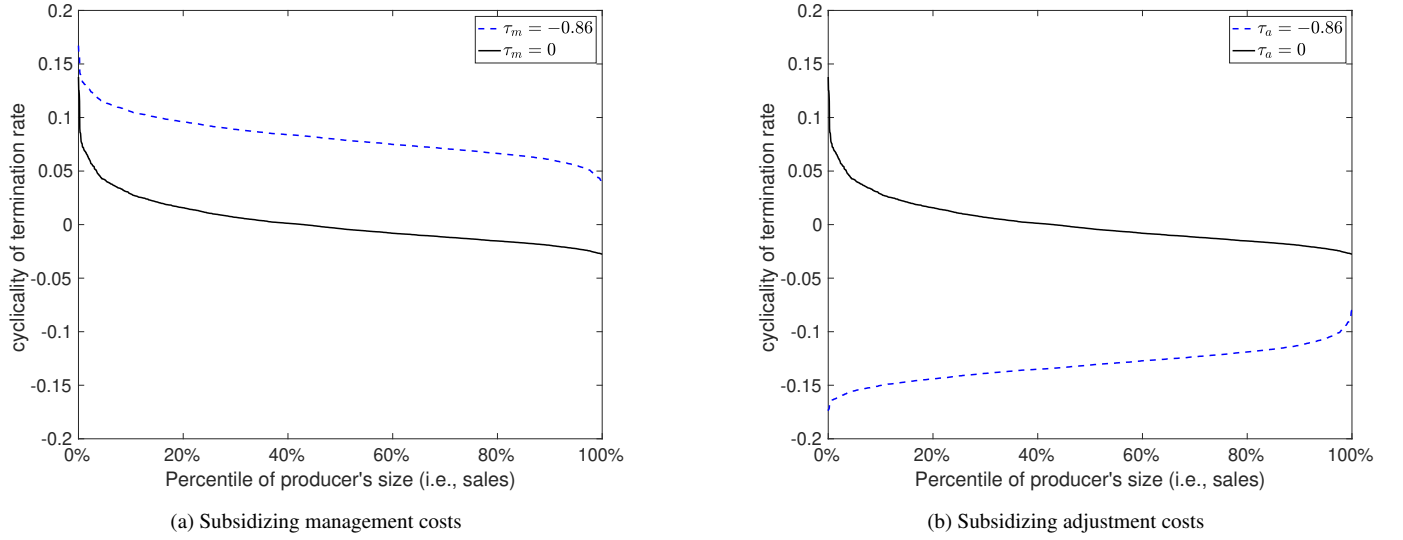 0.2
0.15
0.1
0.05
0
-0.05
-0.1
-0.15
-0.2
cyclicality of termination rate
τ_m = −0.86
τ_m = 0
0% 20% 40% 60% 80% 100%
Percentile of producer's size (i.e., sales)
(a) Subsidizing management costs
0.2
0.15
0.1
0.05
0
-0.05
-0.1
-0.15
-0.2
cyclicality of termination rate
τ_a = −0.86
τ_a = 0
0% 20% 40% 60% 80% 100%
Percentile of producer's size (i.e., sales)
(b) Subsidizing adjustment costs